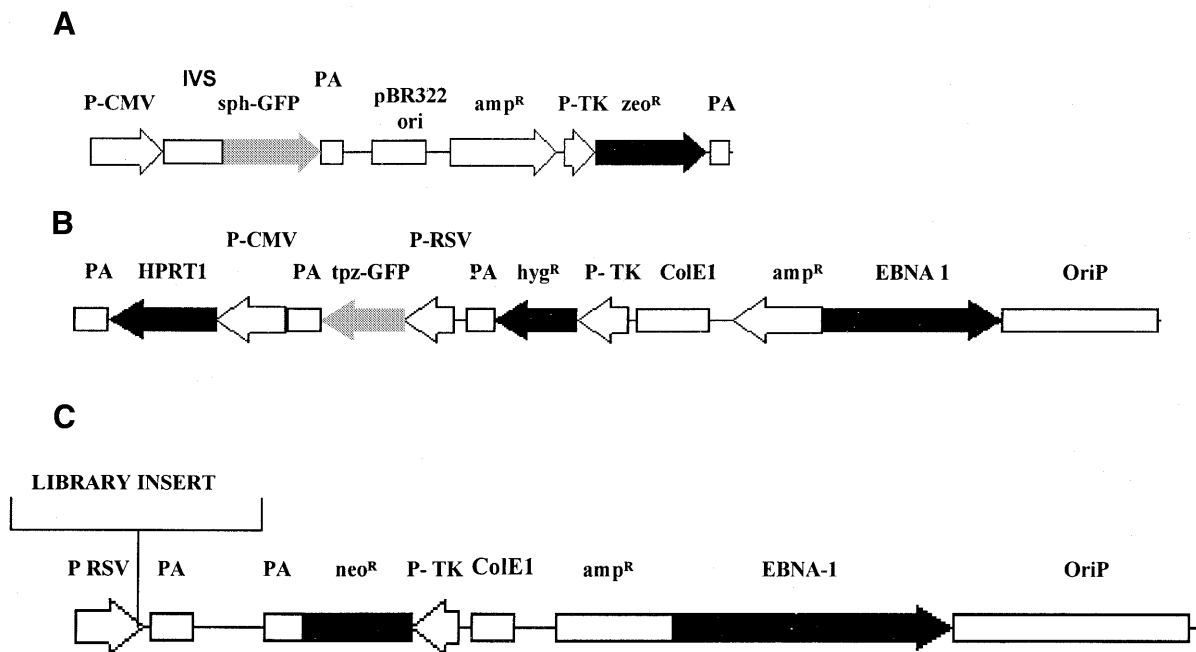 A
P-CMV IVS sph-GFP PA pBR322 ori ampᴿ P-TK zeoᴿ PA
B
PA HPRT1 P-CMV PA tpz-GFP P-RSV PA hygᴿ P- TK ColE1 ampᴿ EBNA 1 OriP
C
LIBRARY INSERT
P RSV PA PA neoᴿ P- TK ColE1 ampᴿ EBNA-1 OriP